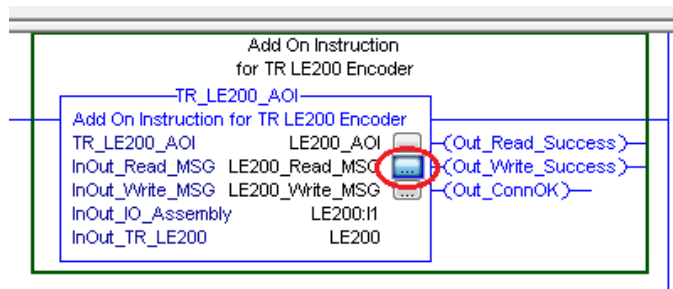 Add On Instruction
for TR LE200 Encoder
TR_LE200_AOI
Add On Instruction for TR LE200 Encoder
TR_LE200_AOI LE200_AOI ... (Out_Read_Success)
InOut_Read_MSG LE200_Read_MSG ... (Out_Write_Success)
InOut_Write_MSG LE200_Write_MSG ... (Out_ConnOK)
InOut_IO_Assembly LE200:I1
InOut_TR_LE200 LE200